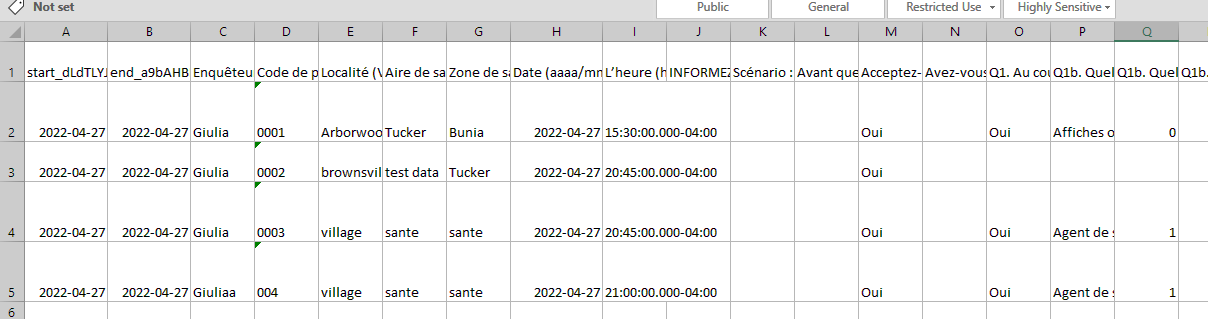 Not set Public General Restricted Use Highly Sensitive
A B C D E F G H I J K L M N O P Q
1 start_dLdTLYJ end_a9bAHB Enquêteu Code de p Localité (V Aire de sa Zone de sa Date (aaaa/mm L'heure (h INFORMEZ Scénario : Avant que Acceptez- Avez-vous Q1. Au cou Q1b. Quel Q1b. Quel Q1b.
2 2022-04-27 2022-04-27 Giulia 0001 Arborwoo Tucker Bunia 2022-04-27 15:30:00.000-04:00 Oui Oui Affiches o 0
3 2022-04-27 2022-04-27 Giulia 0002 brownsvil test data Tucker 2022-04-27 20:45:00.000-04:00 Oui
4 2022-04-27 2022-04-27 Giulia 0003 village sante sante 2022-04-27 20:45:00.000-04:00 Oui Oui Agent de s 1
5 2022-04-27 2022-04-27 Giuliaa 004 village sante sante 2022-04-27 21:00:00.000-04:00 Oui Oui Agent de s 1
6